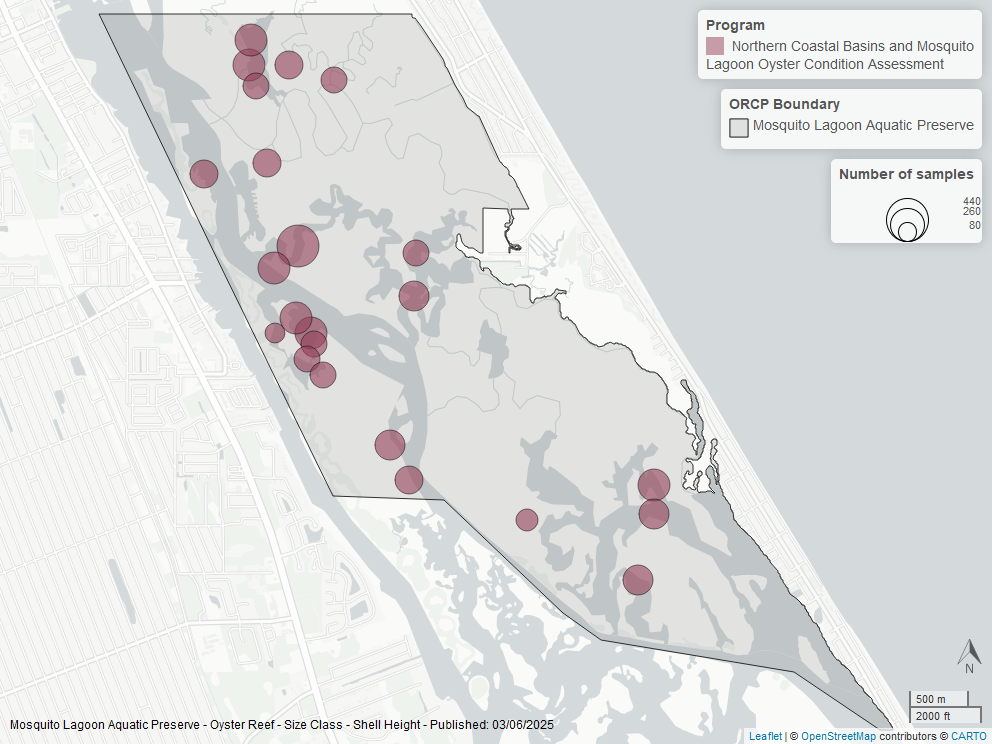 Program
Northern Coastal Basins and Mosquito
Lagoon Oyster Condition Assessment
ORCP Boundary
Mosquito Lagoon Aquatic Preserve
Number of samples
440
260
80
N
500 m
2000 ft
Mosquito Lagoon Aquatic Preserve - Oyster Reef - Size Class - Shell Height - Published: 03/06/2025
Leaflet | © OpenStreetMap contributors © CARTO